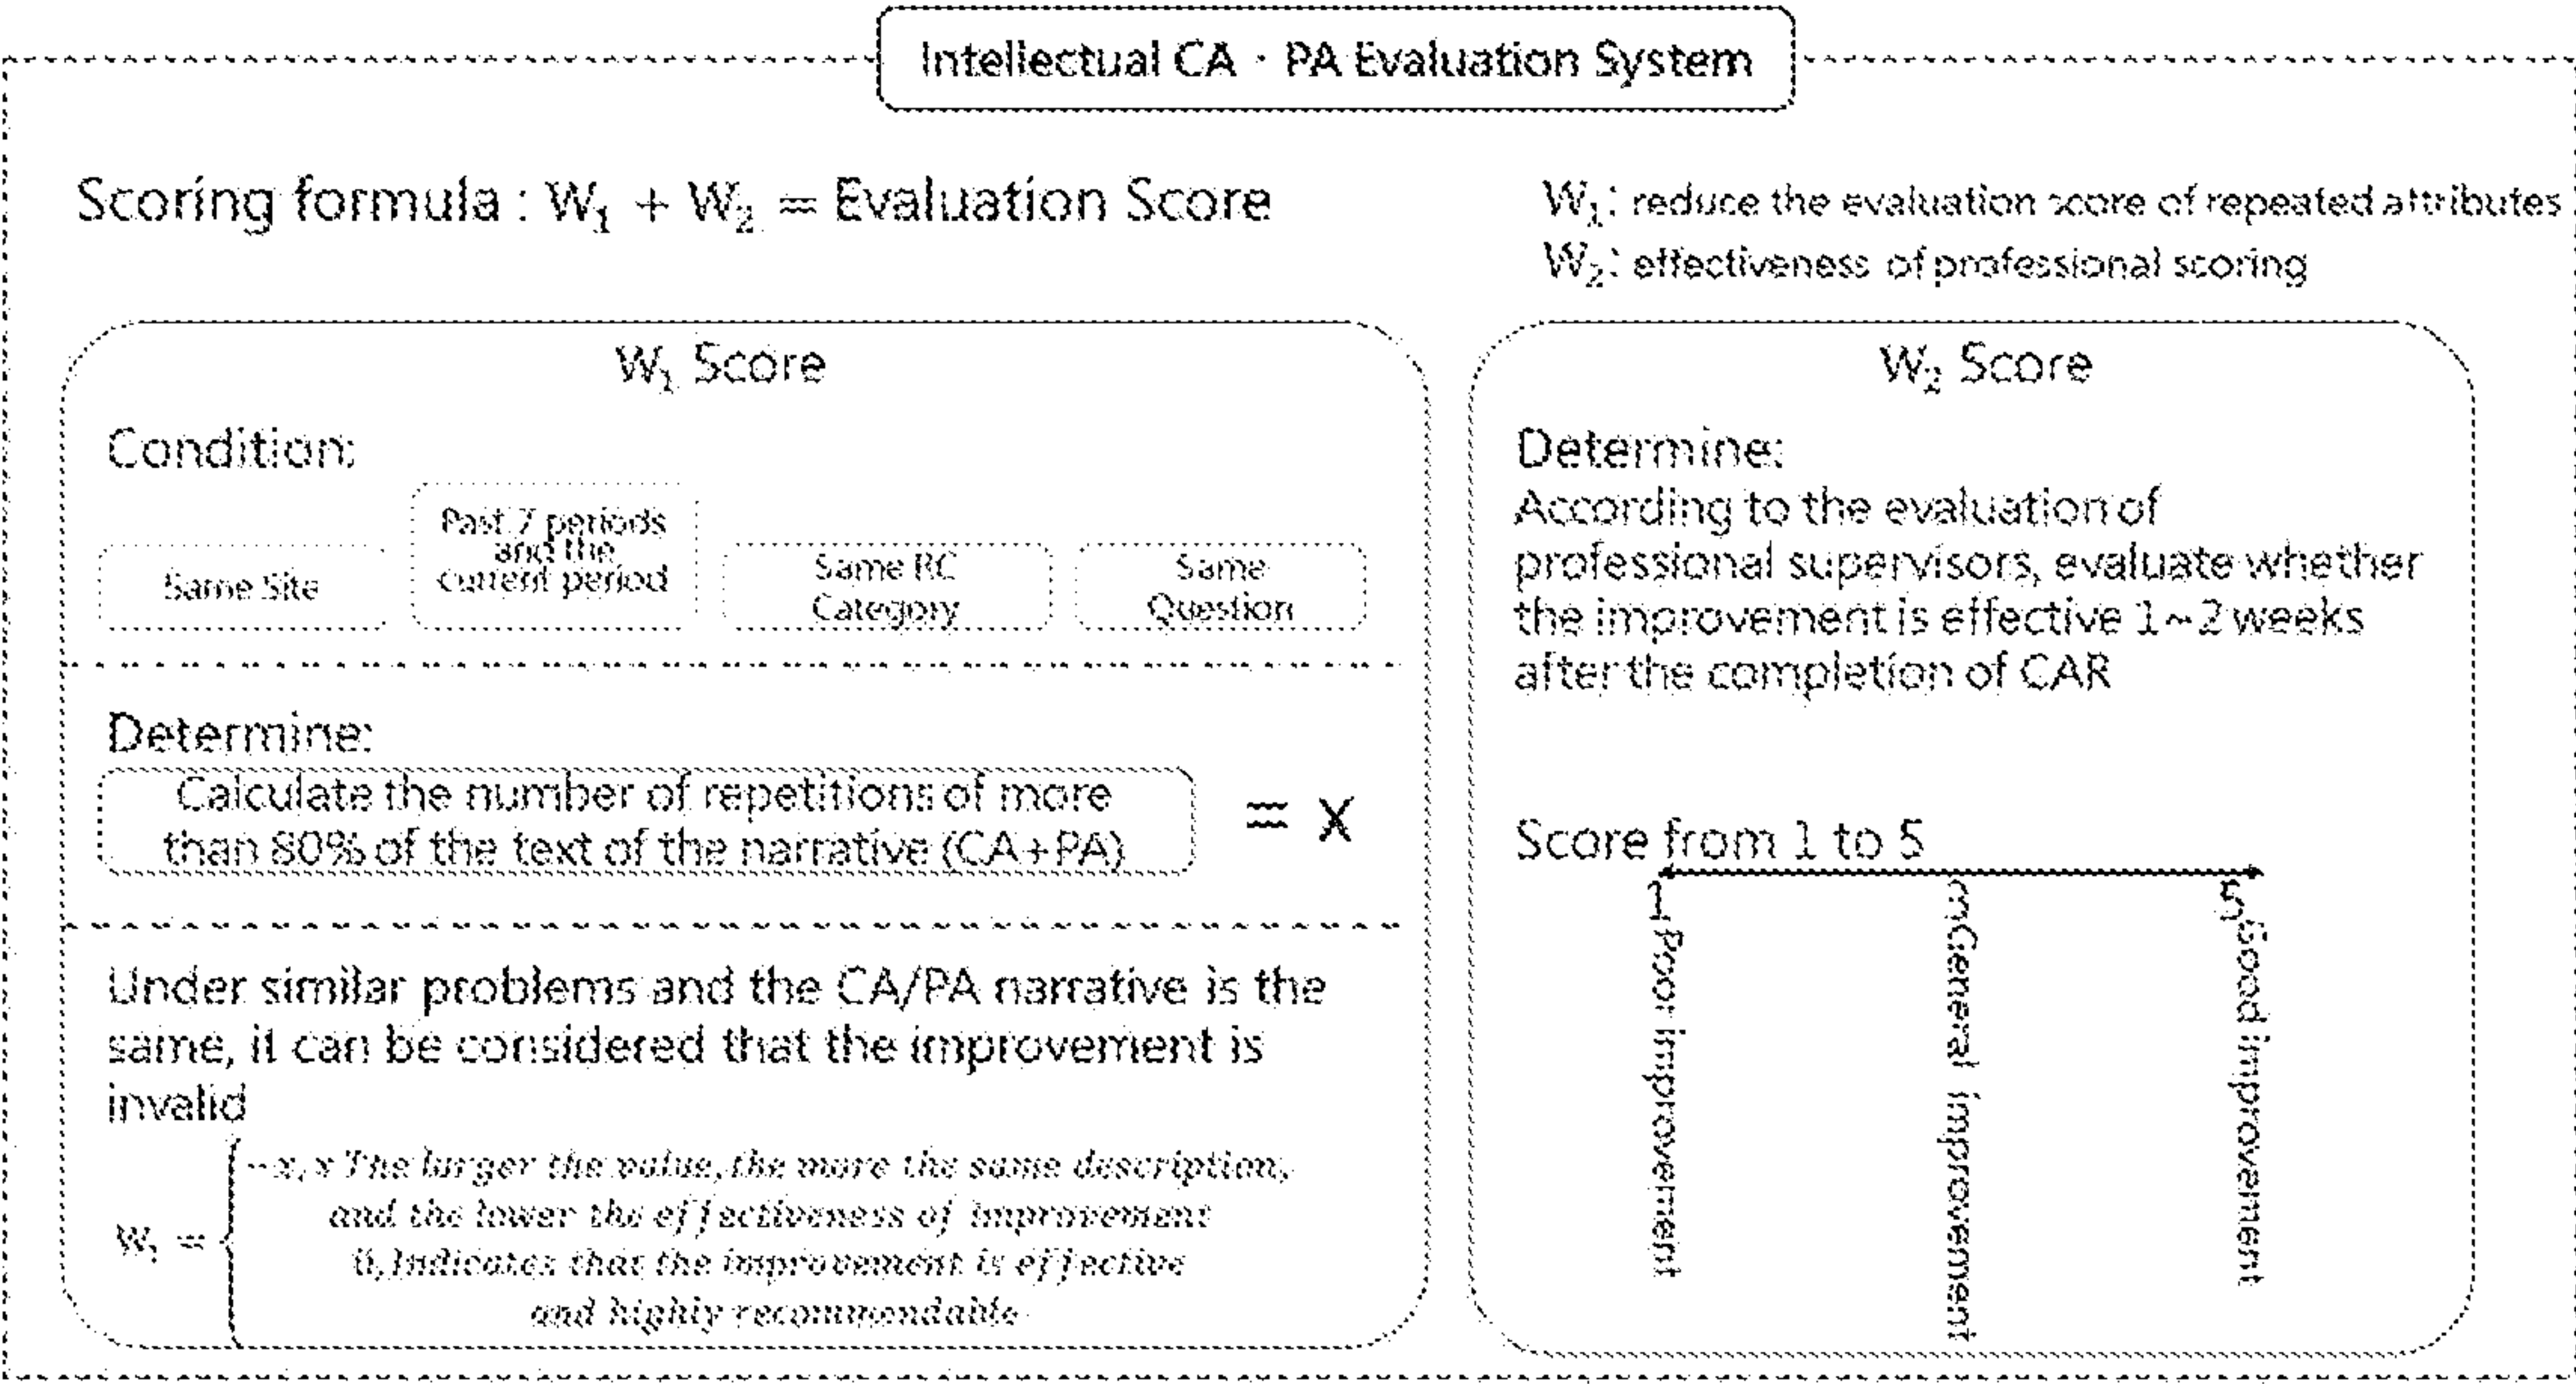 Intellectual CA · PA Evaluation System
Scoring formula : W₁ + W₂ = Evaluation Score
W₁: reduce the evaluation score of repeated attributes
W₂: effectiveness of professional scoring
W₁ Score
Condition:
Same Site
Past 7 periods
and the
current period
Same RC
Category
Same
Question
Determine:
Calculate the number of repetitions of more
than 80% of the text of the narrative (CA+PA)
= x
Under similar problems and the CA/PA narrative is the
same, it can be considered that the improvement is
invalid
W₁ =
-x, x The larger the value, the more the same description,
and the lower the effectiveness of improvement
0, Indicates that the improvement is effective
and highly recommendable
W₂ Score
Determine:
According to the evaluation of
professional supervisors, evaluate whether
the improvement is effective 1~2 weeks
after the completion of CAR
Score from 1 to 5
1 Poor improvement
3 General improvement
5 Good improvement